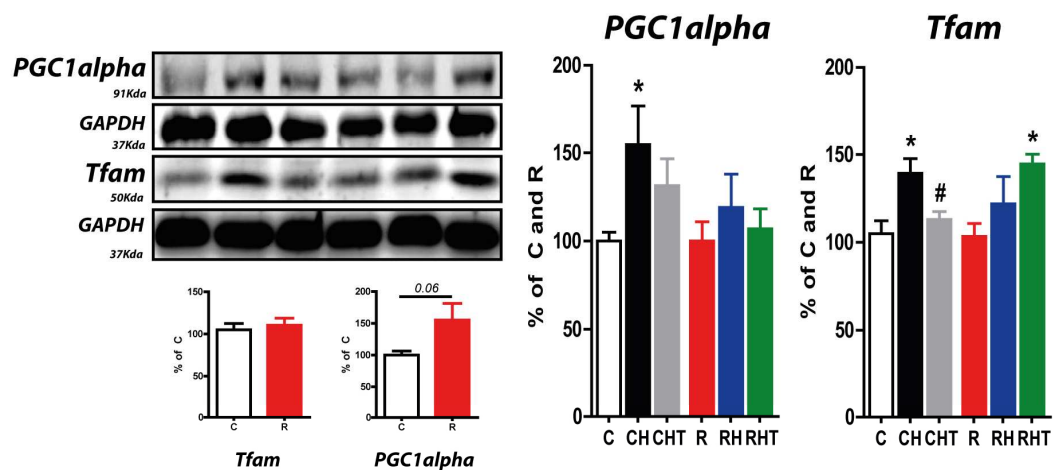 PGC1alpha
91Kda
GAPDH
37Kda
Tfam
50Kda
GAPDH
37Kda
% of C
150
100
50
0
C R
Tfam
% of C
200
150
100
50
0
0.06
C R
PGC1alpha
PGC1alpha
% of C and R
200
150
100
50
0
*
C CH CHT R RH RHT
Tfam
% of C and R
200
150
100
50
0
* # *
C CH CHT R RH RHT